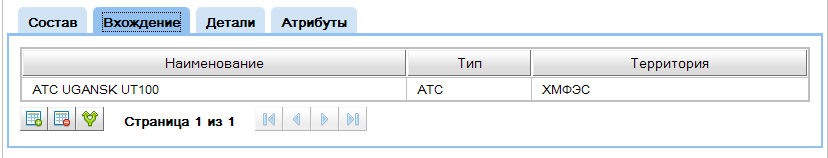 Состав Вхождение Детали Атрибуты
Наименование Тип Территория
АТС UGANSK UT100 АТС ХМФЭС
Страница 1 из 1